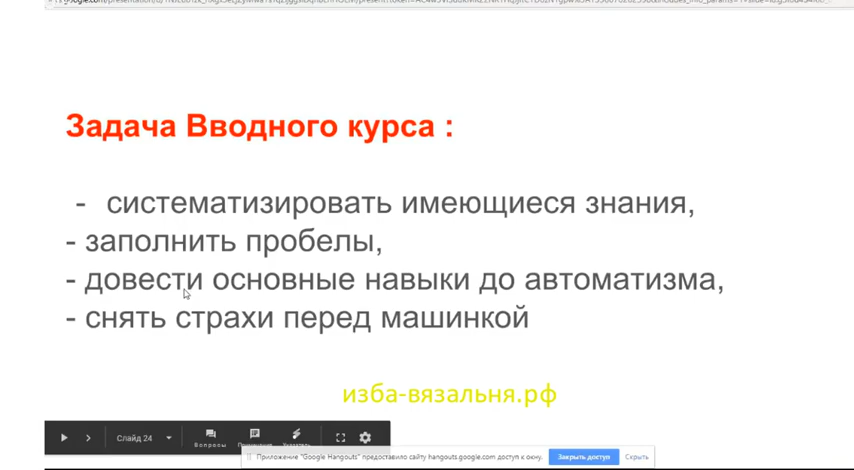 Задача Вводного курса :
- систематизировать имеющиеся знания,
- заполнить пробелы,
- довести основные навыки до автоматизма,
- снять страхи перед машинкой
изба-вязальня.рф
Слайд 24
Вопросы
Указатель
Приложение "Google Hangouts" предоставило сайту hangouts.google.com доступ к окну. Закрыть доступ Скрыть